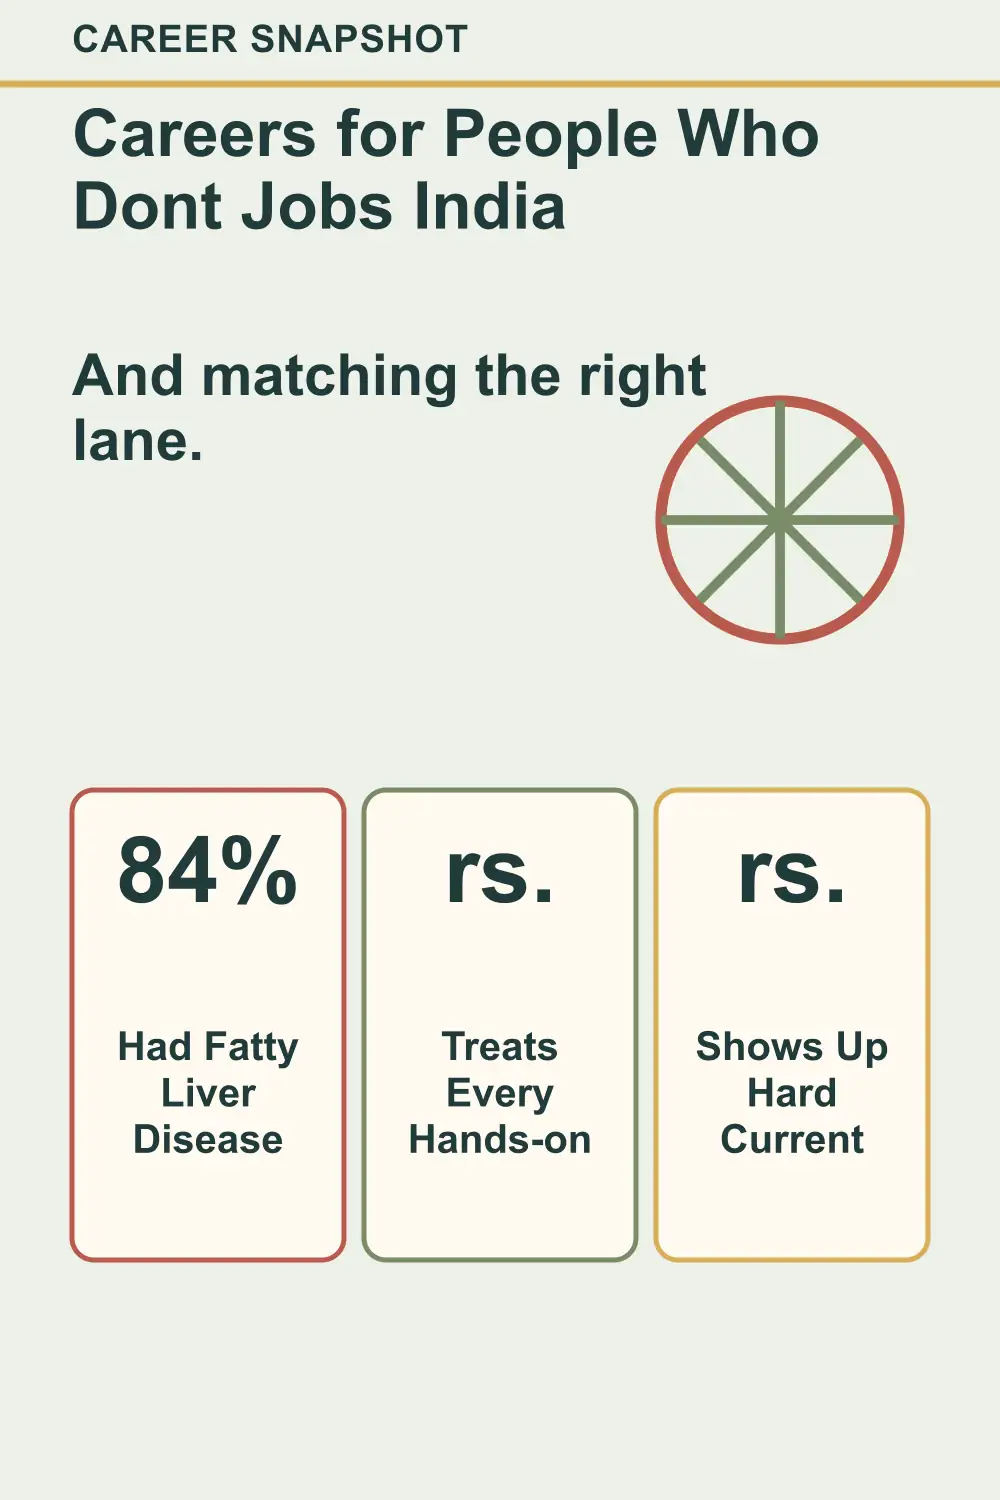 CAREER SNAPSHOT
Careers for People Who
Dont Jobs India
And matching the right
lane.
84%
Had Fatty
Liver
Disease
rs.
Treats
Every
Hands-on
rs.
Shows Up
Hard
Current